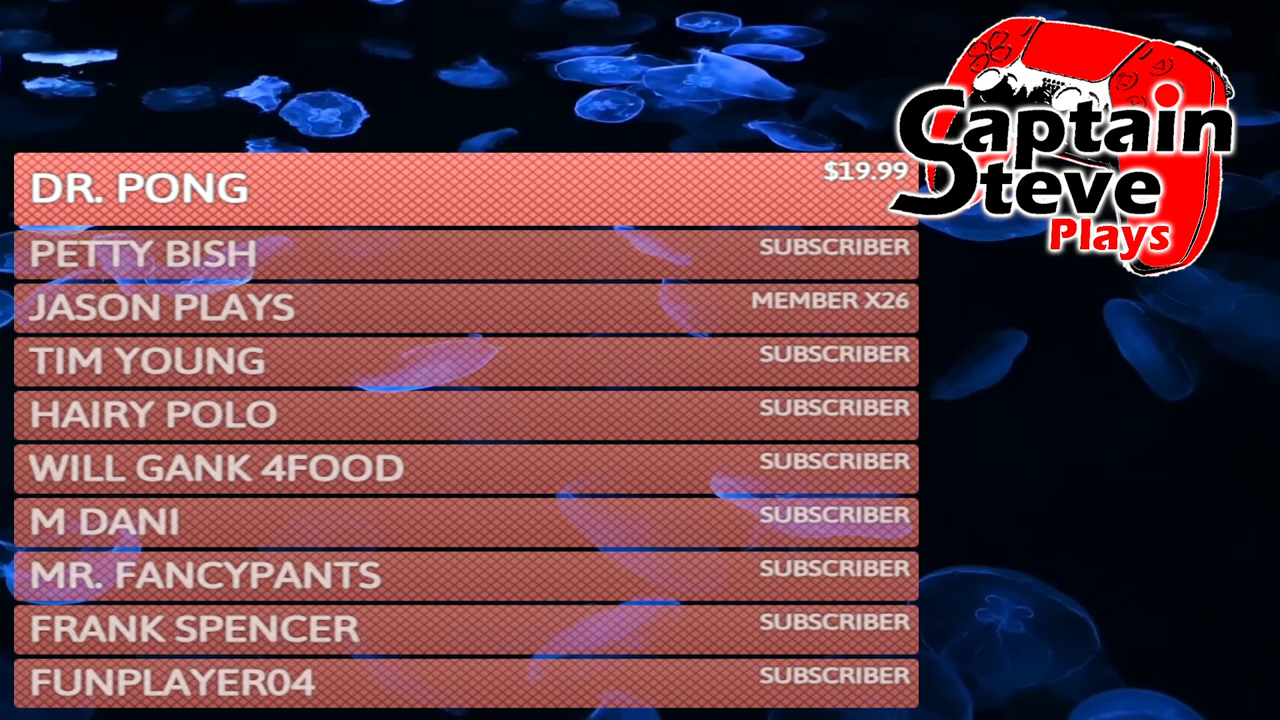 Captain
Steve
Plays
DR. PONG $19.99
PETTY BISH SUBSCRIBER
JASON PLAYS MEMBER X26
TIM YOUNG SUBSCRIBER
HAIRY POLO SUBSCRIBER
WILL GANK 4FOOD SUBSCRIBER
M DANI SUBSCRIBER
MR. FANCYPANTS SUBSCRIBER
FRANK SPENCER SUBSCRIBER
FUNPLAYER04 SUBSCRIBER